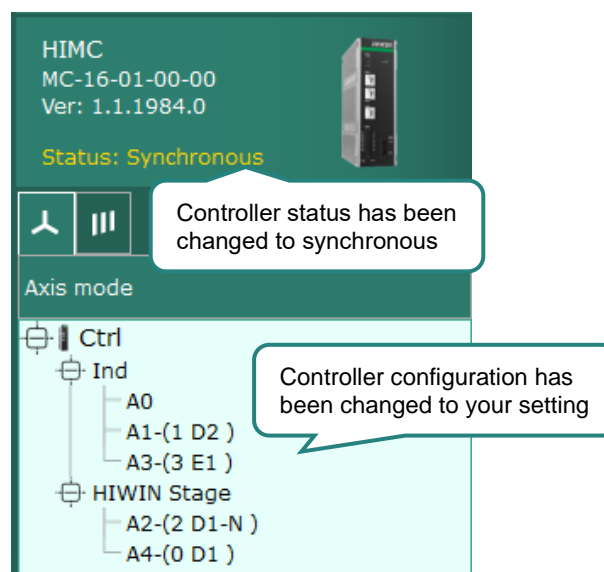 HIMC
MC-16-01-00-00
Ver: 1.1.1984.0
Status: Synchronous
Controller status has been
changed to synchronous
Axis mode
Ctrl
Ind
A0
A1-(1 D2 )
A3-(3 E1 )
HIWIN Stage
A2-(2 D1-N )
A4-(0 D1 )
Controller configuration has
been changed to your setting